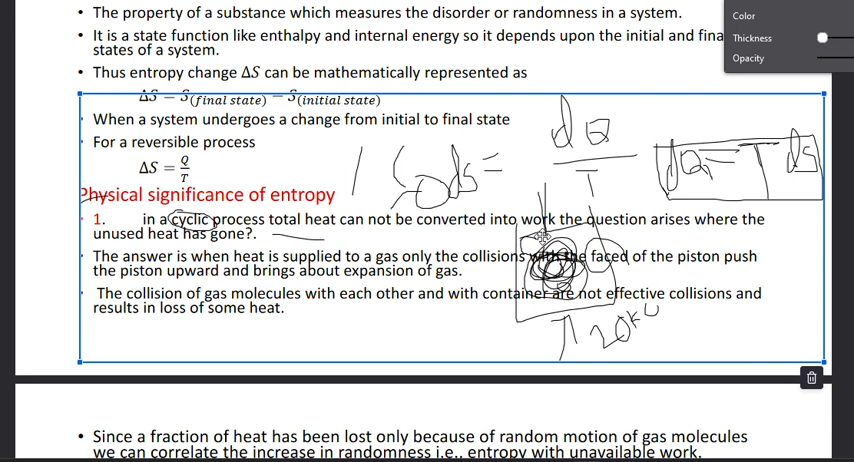 • The property of a substance which measures the disorder or randomness in a system.
• It is a state function like enthalpy and internal energy so it depends upon the initial and fina
states of a system.
• Thus entropy change ΔS can be mathematically represented as
ΔS = S(final state) − S(initial state)
• When a system undergoes a change from initial to final state
• For a reversible process
ΔS = Q/T
ds = dQ/T
dQ = T ds
Physical significance of entropy
• 1. in a cyclic process total heat can not be converted into work the question arises where the
unused heat has gone?.
• The answer is when heat is supplied to a gas only the collisions with the faced of the piston push
the piston upward and brings about expansion of gas.
• The collision of gas molecules with each other and with container are not effective collisions and
results in loss of some heat.
• Since a fraction of heat has been lost only because of random motion of gas molecules
we can correlate the increase in randomness i.e., entropy with unavailable work.
Color
Thickness
Opacity